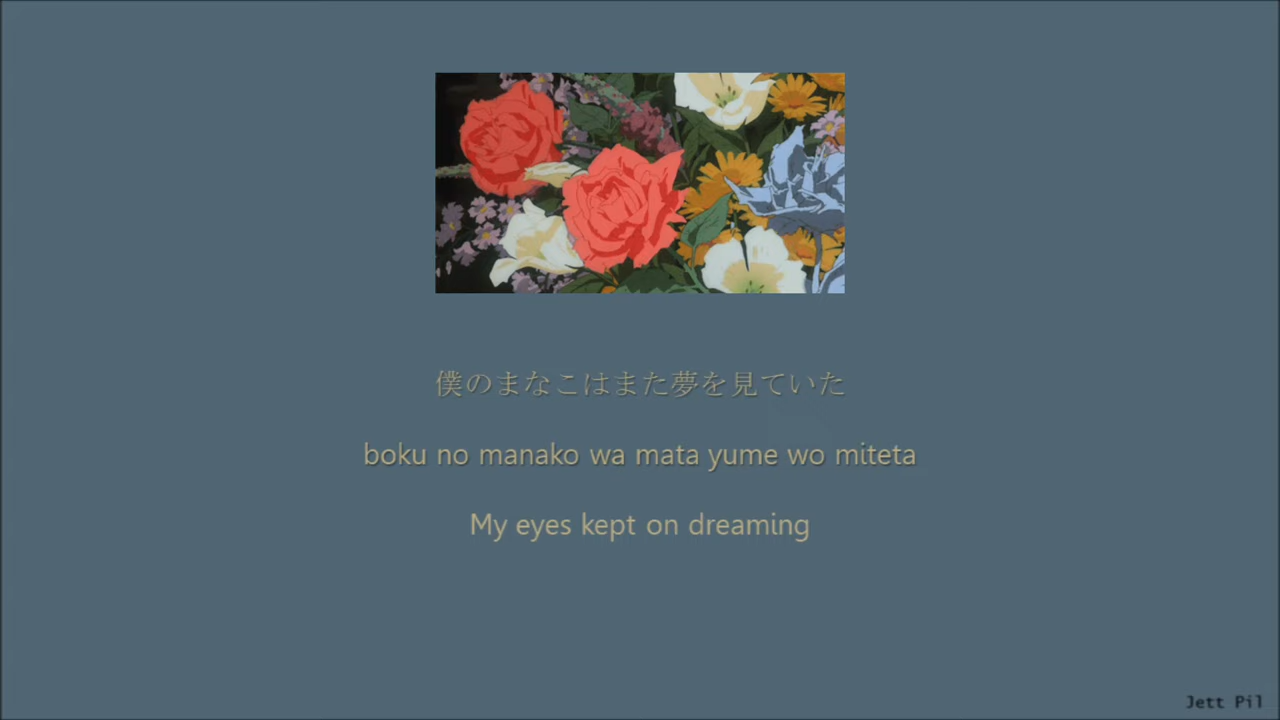 僕のまなこはまた夢を見ていた
boku no manako wa mata yume wo miteta
My eyes kept on dreaming
Jett Pil